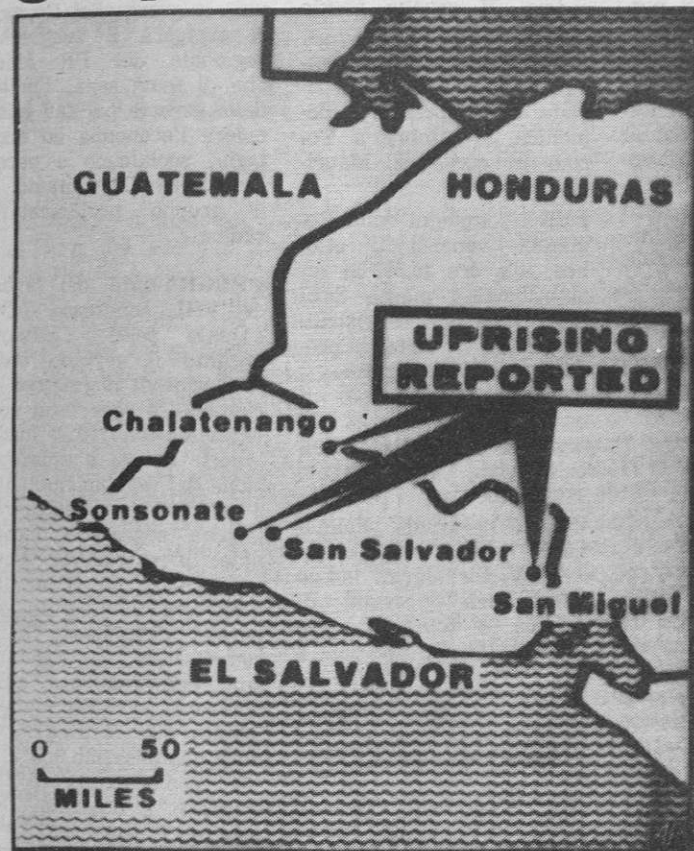 GUATEMALA
HONDURAS
UPRISING
REPORTED
Chalatenango
Sonsonate
San Salvador
San Miguel
EL SALVADOR
0 50
MILES